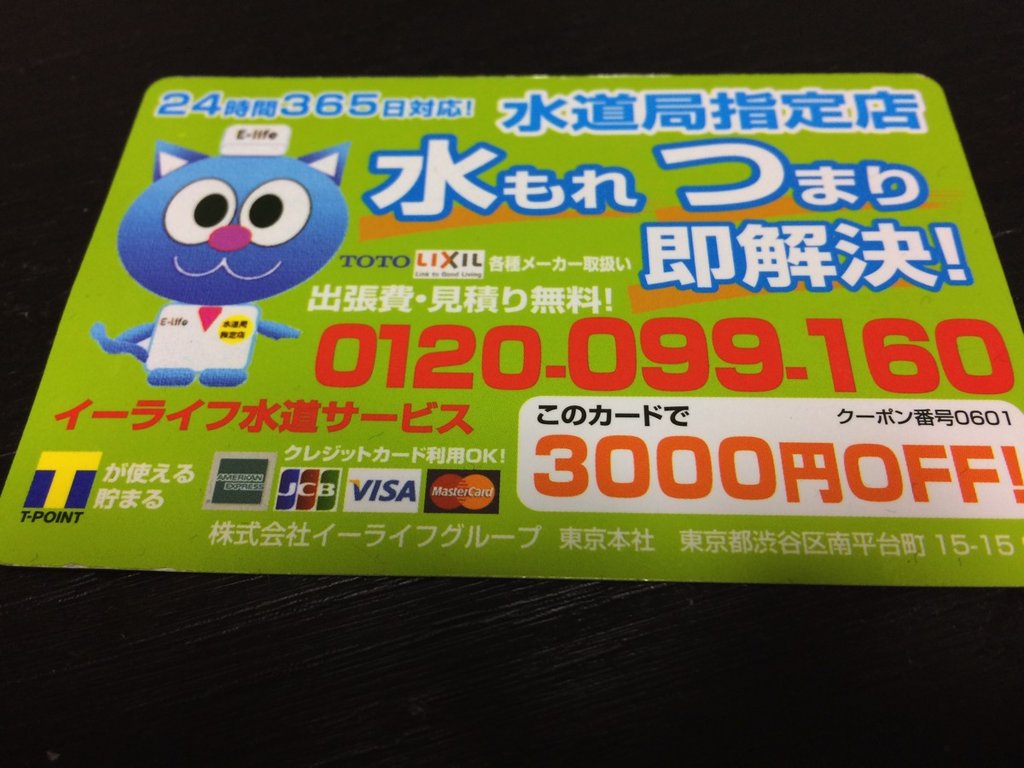 24時間365日対応! 水道局指定店
E-life
水もれ つまり
即解決!
TOTO LIXIL 各種メーカー取扱い
Link to Good Living
出張費・見積り無料!
E-life 水道局
指定店
0120-099-160
イーライフ水道サービス
このカードで クーポン番号0601
3000円OFF!
T-POINT
が使える
貯まる
クレジットカード利用OK!
AMERICAN EXPRESS JCB VISA MasterCard
株式会社イーライフグループ 東京本社 東京都渋谷区南平台町 15-15